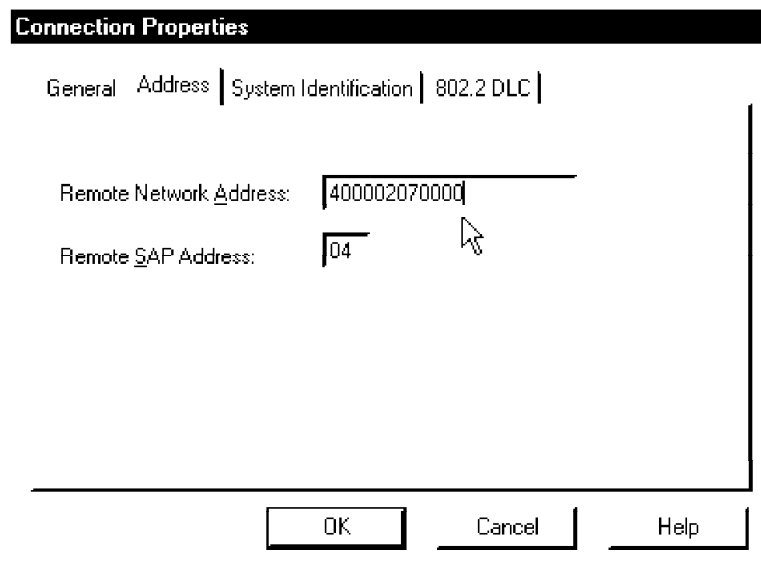 Connection Properties
General Address System Identification 802.2 DLC
Remote Network Address: 400002070000
Remote SAP Address: 04
OK Cancel Help